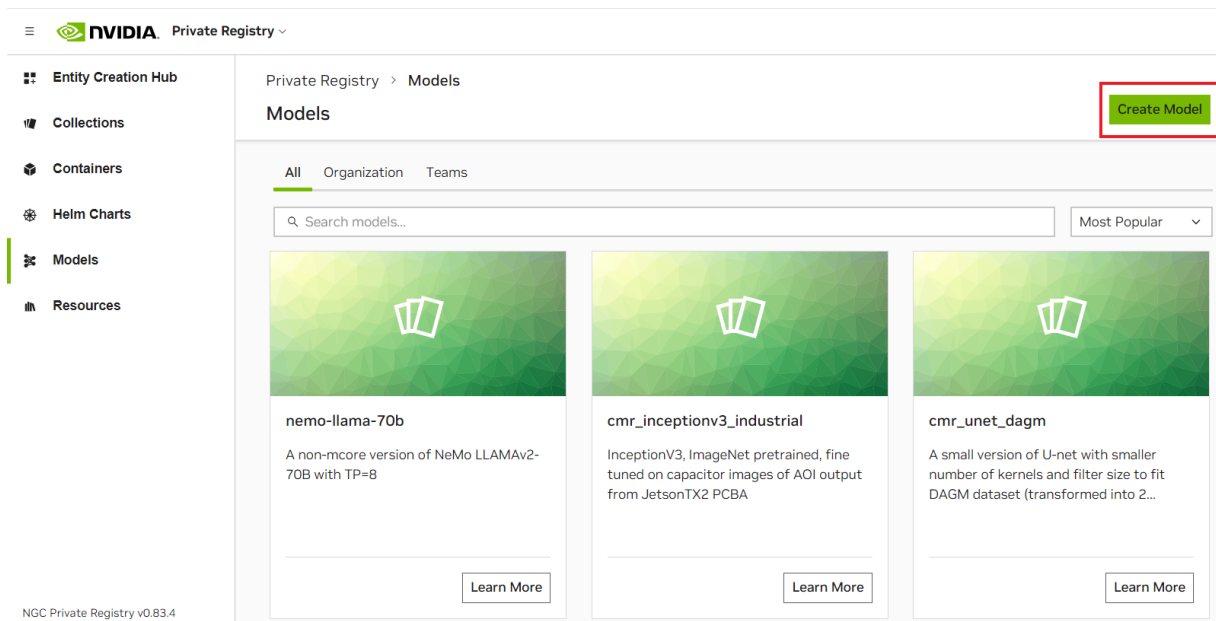 NVIDIA. Private Registry
Entity Creation Hub
Collections
Containers
Helm Charts
Models
Resources
NGC Private Registry v0.83.4
Private Registry > Models
Models
Create Model
All Organization Teams
Search models...
Most Popular
nemo-llama-70b
A non-mcore version of NeMo LLAMAv2-
70B with TP=8
Learn More
cmr_inceptionv3_industrial
InceptionV3, ImageNet pretrained, fine
tuned on capacitor images of AOI output
from JetsonTX2 PCBA
Learn More
cmr_unet_dagm
A small version of U-net with smaller
number of kernels and filter size to fit
DAGM dataset (transformed into 2...
Learn More